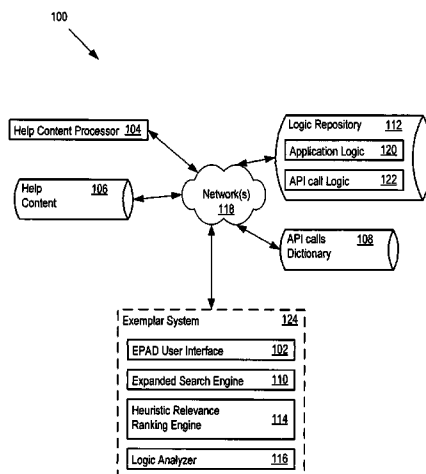 100
Help Content Processor 104
Logic Repository 112
Application Logic 120
API call Logic 122
Help 106
Content
Network(s)
118
API calls 108
Dictionary
Exemplar System 124
EPAD User Interface 102
Expanded Search Engine 110
Heuristic Relevance 114
Ranking Engine
Logic Analyzer 116